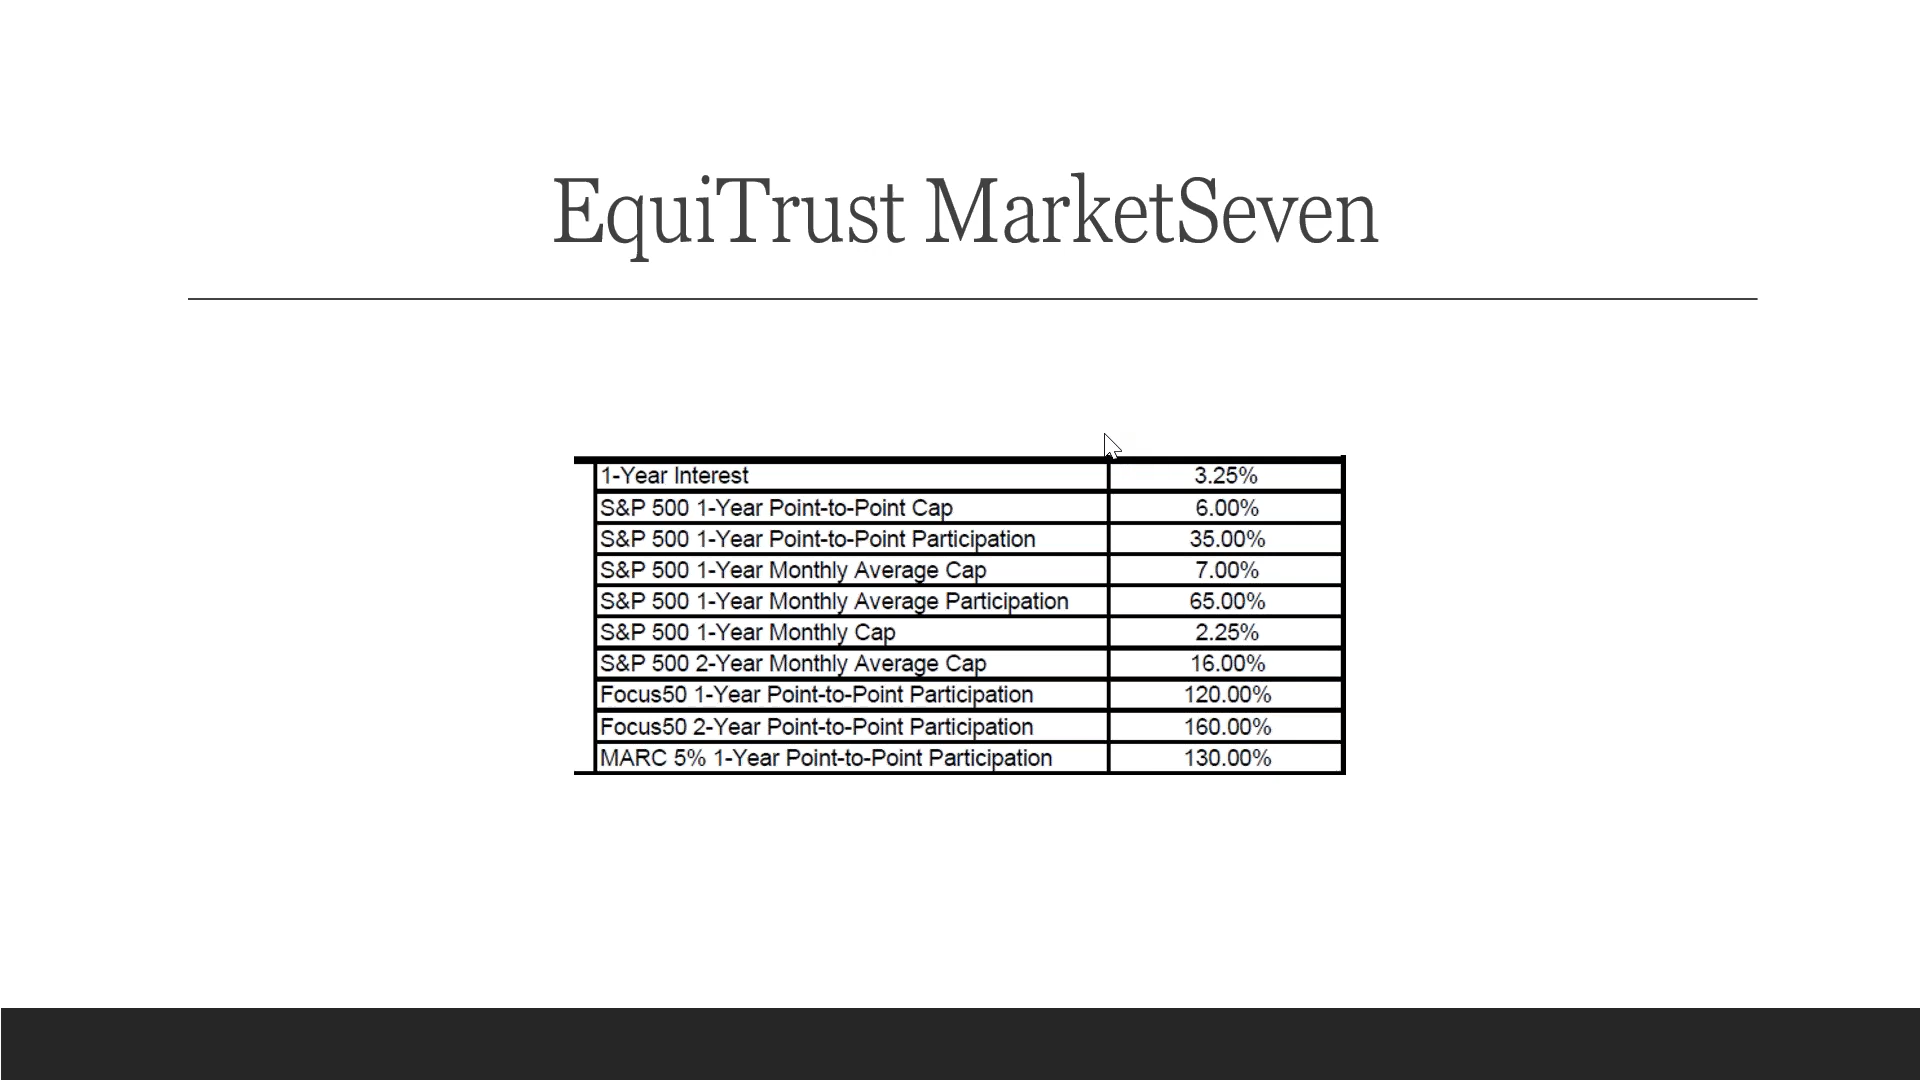 EquiTrust MarketSeven
1-Year Interest 3.25%
S&P 500 1-Year Point-to-Point Cap 6.00%
S&P 500 1-Year Point-to-Point Participation 35.00%
S&P 500 1-Year Monthly Average Cap 7.00%
S&P 500 1-Year Monthly Average Participation 65.00%
S&P 500 1-Year Monthly Cap 2.25%
S&P 500 2-Year Monthly Average Cap 16.00%
Focus50 1-Year Point-to-Point Participation 120.00%
Focus50 2-Year Point-to-Point Participation 160.00%
MARC 5% 1-Year Point-to-Point Participation 130.00%